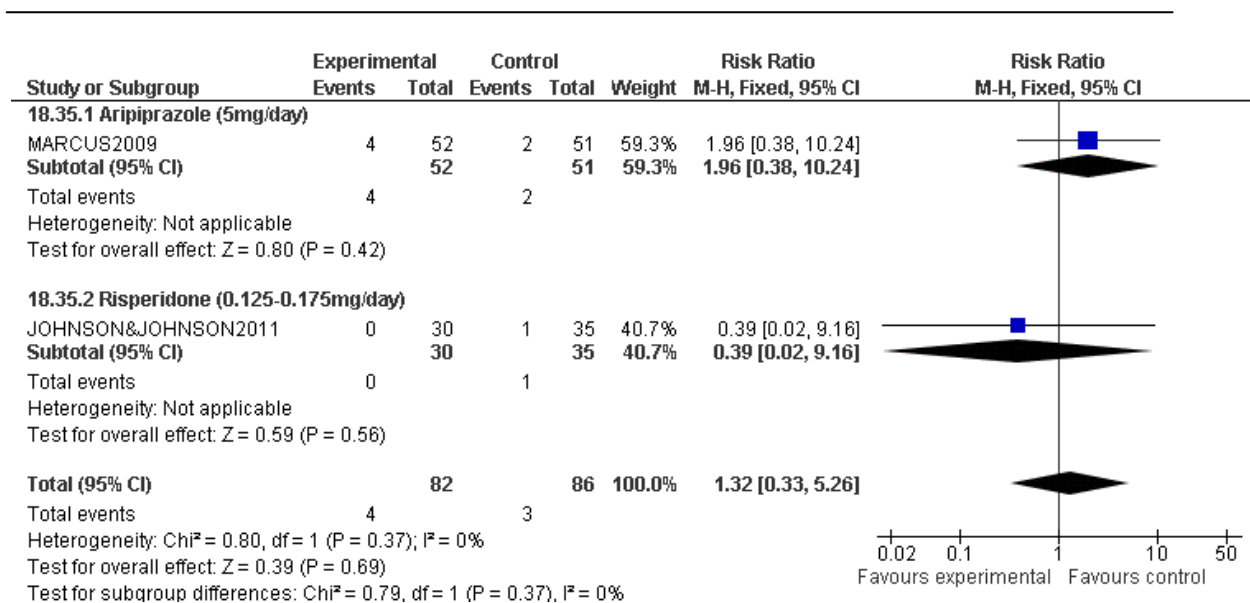 Experimental Control Risk Ratio Risk Ratio
Study or Subgroup Events Total Events Total Weight M-H, Fixed, 95% CI M-H, Fixed, 95% CI
18.35.1 Aripiprazole (5mg/day)
MARCUS2009 4 52 2 51 59.3% 1.96 [0.38, 10.24]
Subtotal (95% CI) 52 51 59.3% 1.96 [0.38, 10.24]
Total events 4 2
Heterogeneity: Not applicable
Test for overall effect: Z = 0.80 (P = 0.42)
18.35.2 Risperidone (0.125-0.175mg/day)
JOHNSON&JOHNSON2011 0 30 1 35 40.7% 0.39 [0.02, 9.16]
Subtotal (95% CI) 30 35 40.7% 0.39 [0.02, 9.16]
Total events 0 1
Heterogeneity: Not applicable
Test for overall effect: Z = 0.59 (P = 0.56)
Total (95% CI) 82 86 100.0% 1.32 [0.33, 5.26]
Total events 4 3
Heterogeneity: Chi² = 0.80, df = 1 (P = 0.37); I² = 0%
Test for overall effect: Z = 0.39 (P = 0.69)
Test for subgroup differences: Chi² = 0.79, df = 1 (P = 0.37), I² = 0%
0.02 0.1 1 10 50
Favours experimental Favours control